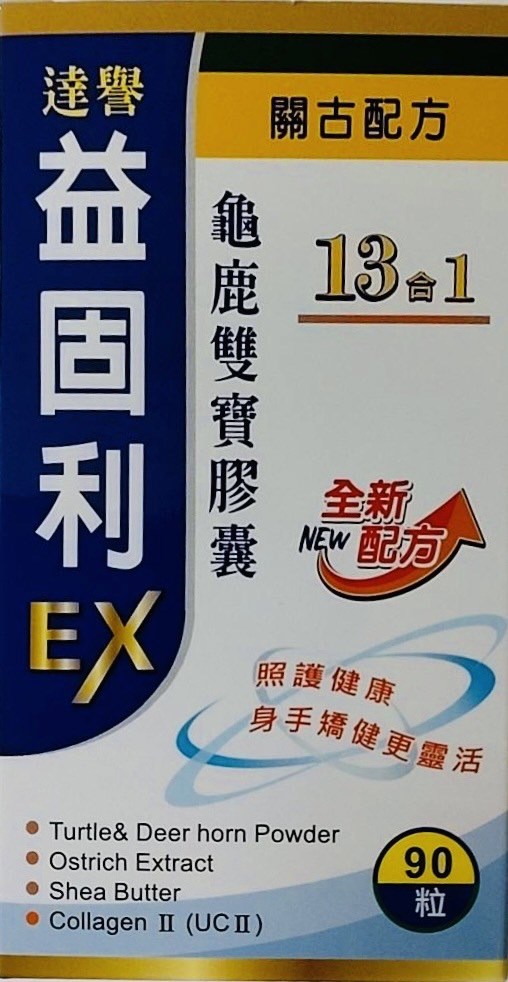 達譽
益固利
EX
關古配方
龜鹿雙寶膠囊
13合1
全新
NEW 配方
照護健康
身手矯健更靈活
Turtle& Deer horn Powder
Ostrich Extract
Shea Butter
Collagen Ⅱ (UCⅡ)
90
粒